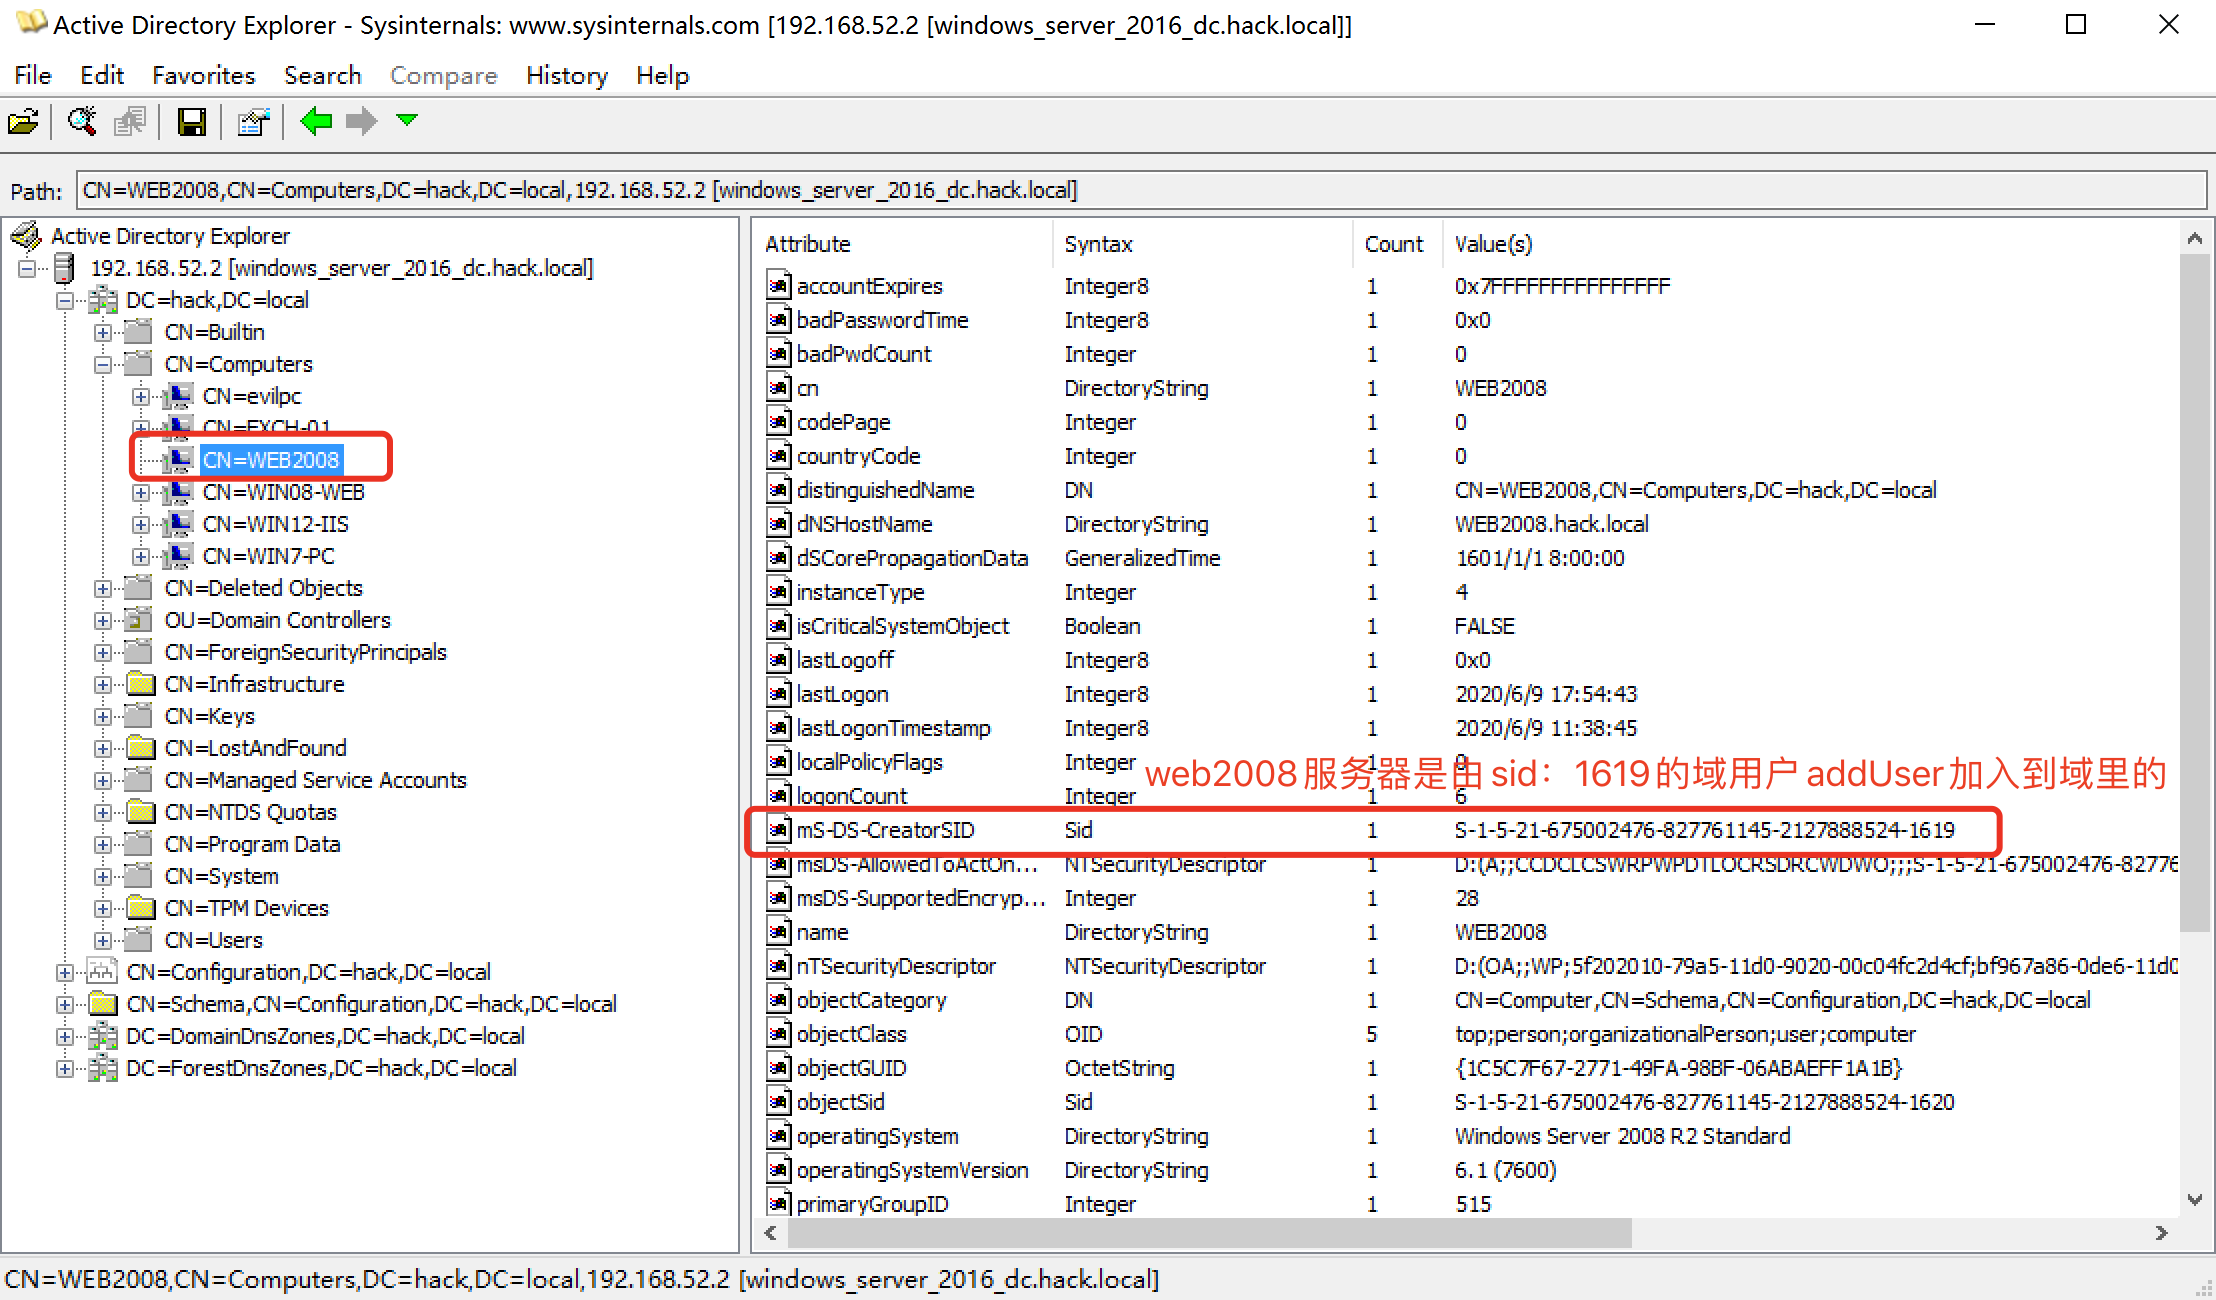 Active Directory Explorer - Sysinternals: www.sysinternals.com [192.168.52.2 [windows_server_2016_dc.hack.local]]
File Edit Favorites Search Compare History Help
Path: CN=WEB2008,CN=Computers,DC=hack,DC=local,192.168.52.2 [windows_server_2016_dc.hack.local]
Active Directory Explorer
192.168.52.2 [windows_server_2016_dc.hack.local]
DC=hack,DC=local
CN=Builtin
CN=Computers
CN=evilpc
CN=EXCH-01
CN=WEB2008
CN=WIN08-WEB
CN=WIN12-IIS
CN=WIN7-PC
CN=Deleted Objects
OU=Domain Controllers
CN=ForeignSecurityPrincipals
CN=Infrastructure
CN=Keys
CN=LostAndFound
CN=Managed Service Accounts
CN=NTDS Quotas
CN=Program Data
CN=System
CN=TPM Devices
CN=Users
CN=Configuration,DC=hack,DC=local
CN=Schema,CN=Configuration,DC=hack,DC=local
DC=DomainDnsZones,DC=hack,DC=local
DC=ForestDnsZones,DC=hack,DC=local
Attribute Syntax Count Value(s)
accountExpires Integer8 1 0x7FFFFFFFFFFFFFFF
badPasswordTime Integer8 1 0x0
badPwdCount Integer 1 0
cn DirectoryString 1 WEB2008
codePage Integer 1 0
countryCode Integer 1 0
distinguishedName DN 1 CN=WEB2008,CN=Computers,DC=hack,DC=local
dNSHostName DirectoryString 1 WEB2008.hack.local
dSCorePropagationData GeneralizedTime 1 1601/1/1 8:00:00
instanceType Integer 1 4
isCriticalSystemObject Boolean 1 FALSE
lastLogoff Integer8 1 0x0
lastLogon Integer8 1 2020/6/9 17:54:43
lastLogonTimestamp Integer8 1 2020/6/9 11:38:45
localPolicyFlags Integer 1 0
web2008服务器是由sid：1619的域用户addUser加入到域里的
logonCount Integer 1 6
mS-DS-CreatorSID Sid 1 S-1-5-21-675002476-827761145-2127888524-1619
msDS-AllowedToActOn... NTSecurityDescriptor 1 D:(A;;CCDCLCSWRPWPDTLOCRSDRCWDWO;;;S-1-5-21-675002476-82776
msDS-SupportedEncryp... Integer 1 28
name DirectoryString 1 WEB2008
nTSecurityDescriptor NTSecurityDescriptor 1 D:(OA;;WP;5f202010-79a5-11d0-9020-00c04fc2d4cf;bf967a86-0de6-11d0
objectCategory DN 1 CN=Computer,CN=Schema,CN=Configuration,DC=hack,DC=local
objectClass OID 5 top;person;organizationalPerson;user;computer
objectGUID OctetString 1 {1C5C7F67-2771-49FA-98BF-06ABAEFF1A1B}
objectSid Sid 1 S-1-5-21-675002476-827761145-2127888524-1620
operatingSystem DirectoryString 1 Windows Server 2008 R2 Standard
operatingSystemVersion DirectoryString 1 6.1 (7600)
primaryGroupID Integer 1 515
CN=WEB2008,CN=Computers,DC=hack,DC=local,192.168.52.2 [windows_server_2016_dc.hack.local]